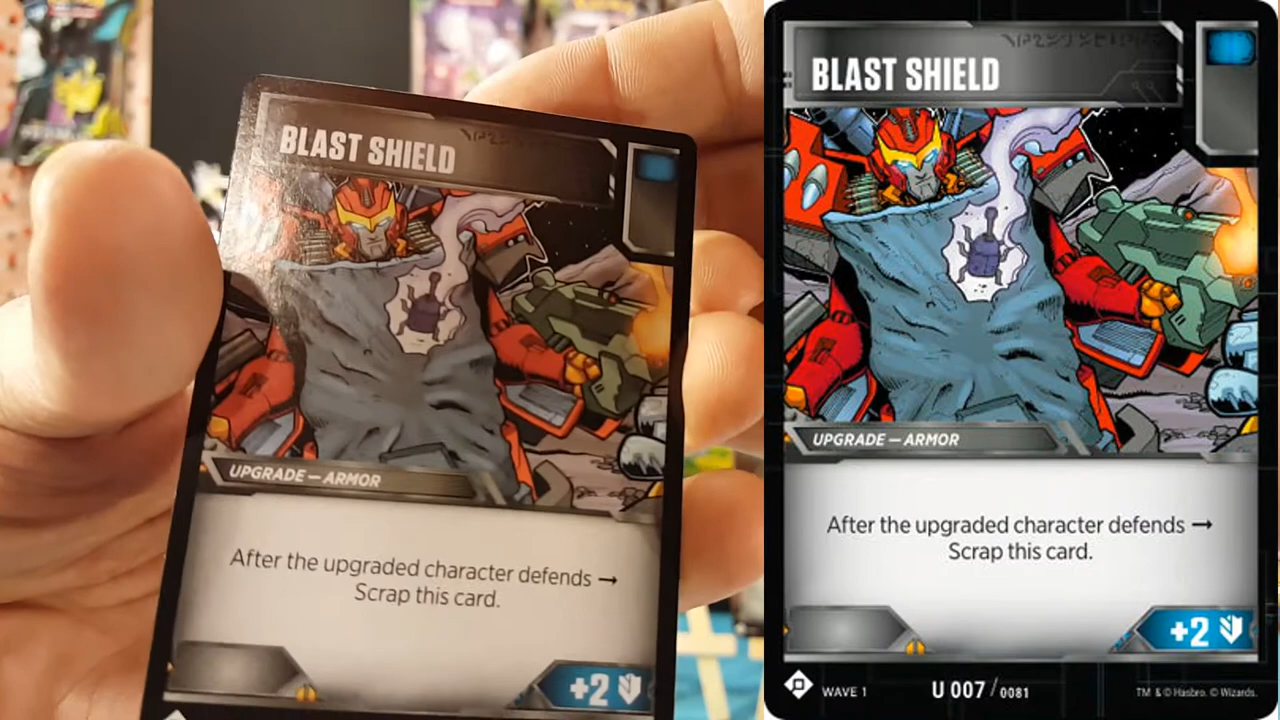 BLAST SHIELD
UPGRADE — ARMOR
After the upgraded character defends →
Scrap this card.
+2
BLAST SHIELD
UPGRADE — ARMOR
After the upgraded character defends →
Scrap this card.
+2
WAVE 1
U 007 / 0081
TM & © Hasbro. © Wizards.